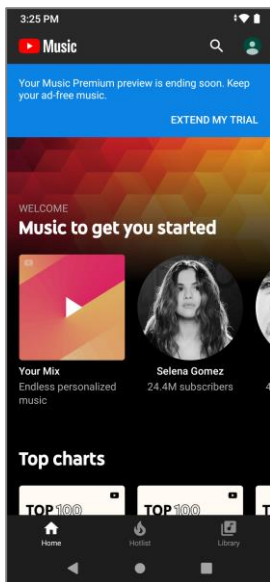 3:25 PM
Music
Your Music Premium preview is ending soon. Keep
your ad-free music.
EXTEND MY TRIAL
WELCOME
Music to get you started
Your Mix
Endless personalized
music
Selena Gomez
24.4M subscribers
4
Top charts
TOP 100
TOP 100
T
Home
Hotlist
Library